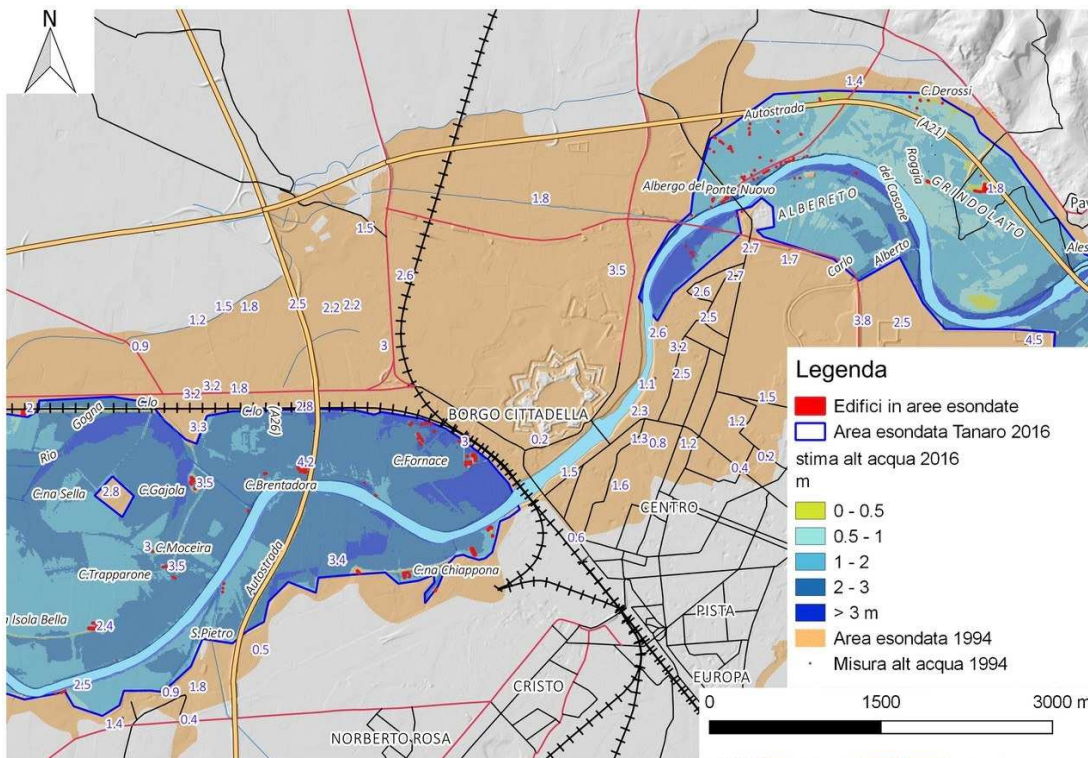 N
1.4
C.Derossi
Autostrada
(A21)
Roggia
GRINDOLATO
1.8
Albergo del Ponte Nuovo
ALBERETO
del Casone
Pav
Ales
1.8
1.5
2.7
1.7
Carlo Alberto
2.6
3.5
2.7
2.6
1.5
1.8
2.5
2.2
2.2
1.2
2.5
2.6
3.8
2.5
4.5
0.9
3
3.2
2.5
3.2
3.2
1.8
1.1
1.5
2
Rio Gogna
C.lo
C.lo
(A26)
2.8
BORGO CITTADELLA
2.3
1.2
3.3
3
0.2
1.3
0.8
1.2
C.Fornace
4.2
0.4
0.2
C.na Sella
2.8
C.Gajola
3.5
C.Brentadora
1.5
1.6
CENTRO
3
C.Moceira
0.6
C.Trapparone
3.5
3.4
C.na Chiappona
Autostrada
Isola Bella
2.4
S.Pietro
PISTA
0.5
2.5
0.9
1.8
EUROPA
CRISTO
1.4
0.4
NORBERTO ROSA
Legenda
Edifici in aree esondate
Area esondata Tanaro 2016
stima alt acqua 2016
m
0 - 0.5
0.5 - 1
1 - 2
2 - 3
> 3 m
Area esondata 1994
Misura alt acqua 1994
0 1500 3000 m